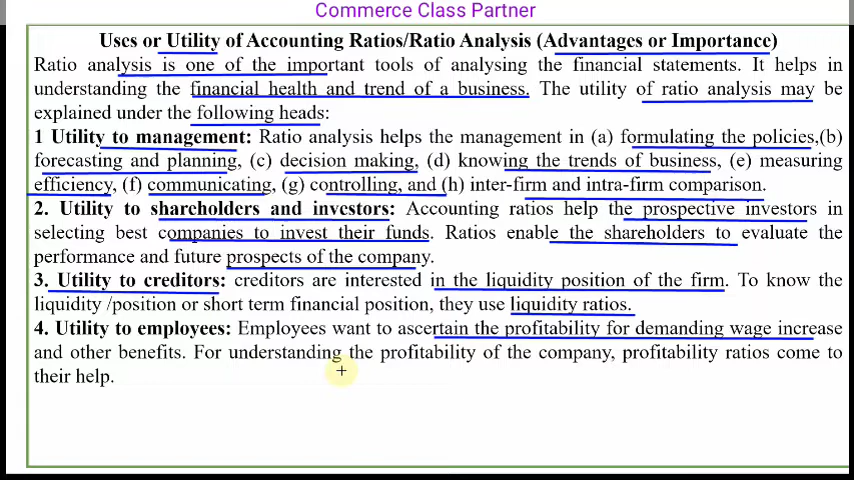 Commerce Class Partner
Uses or Utility of Accounting Ratios/Ratio Analysis (Advantages or Importance)
Ratio analysis is one of the important tools of analysing the financial statements. It helps in
understanding the financial health and trend of a business. The utility of ratio analysis may be
explained under the following heads:
1 Utility to management: Ratio analysis helps the management in (a) formulating the policies,(b)
forecasting and planning, (c) decision making, (d) knowing the trends of business, (e) measuring
efficiency, (f) communicating, (g) controlling, and (h) inter-firm and intra-firm comparison.
2. Utility to shareholders and investors: Accounting ratios help the prospective investors in
selecting best companies to invest their funds. Ratios enable the shareholders to evaluate the
performance and future prospects of the company.
3. Utility to creditors: creditors are interested in the liquidity position of the firm. To know the
liquidity /position or short term financial position, they use liquidity ratios.
4. Utility to employees: Employees want to ascertain the profitability for demanding wage increase
and other benefits. For understanding the profitability of the company, profitability ratios come to
their help.